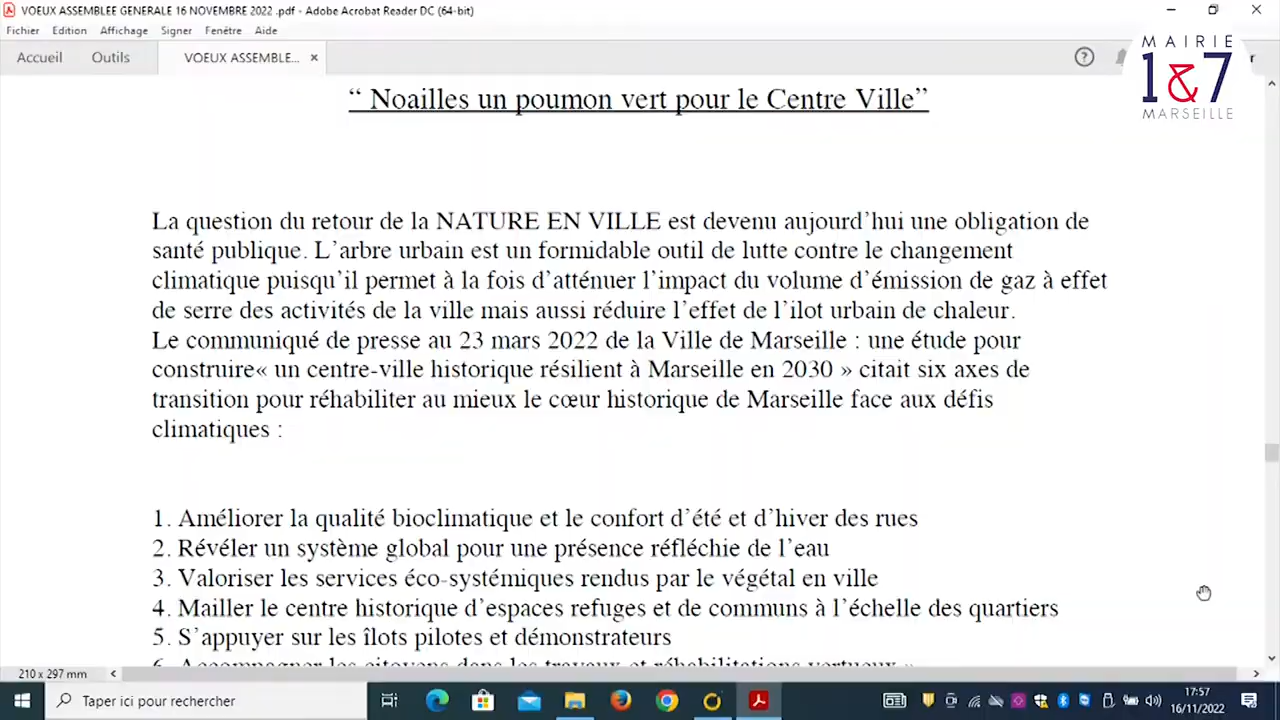 VOEUX ASSEMBLEE GENERALE 16 NOVEMBRE 2022 .pdf - Adobe Acrobat Reader DC (64-bit)
Fichier Edition Affichage Signer Fenêtre Aide
Accueil Outils VOEUX ASSEMBLE... ×
MAIRIE
1&7
MARSEILLE
“ Noailles un poumon vert pour le Centre Ville”
La question du retour de la NATURE EN VILLE est devenu aujourd’hui une obligation de
santé publique. L’arbre urbain est un formidable outil de lutte contre le changement
climatique puisqu’il permet à la fois d’atténuer l’impact du volume d’émission de gaz à effet
de serre des activités de la ville mais aussi réduire l’effet de l’ilot urbain de chaleur.
Le communiqué de presse au 23 mars 2022 de la Ville de Marseille : une étude pour
construire« un centre-ville historique résilient à Marseille en 2030 » citait six axes de
transition pour réhabiliter au mieux le cœur historique de Marseille face aux défis
climatiques :
1. Améliorer la qualité bioclimatique et le confort d’été et d’hiver des rues
2. Révéler un système global pour une présence réfléchie de l’eau
3. Valoriser les services éco-systémiques rendus par le végétal en ville
4. Mailler le centre historique d’espaces refuges et de communs à l’échelle des quartiers
5. S’appuyer sur les îlots pilotes et démonstrateurs
6. Accompagner les citoyens dans les travaux et réhabilitations vertueux »
210 x 297 mm
Taper ici pour rechercher
17:57
16/11/2022